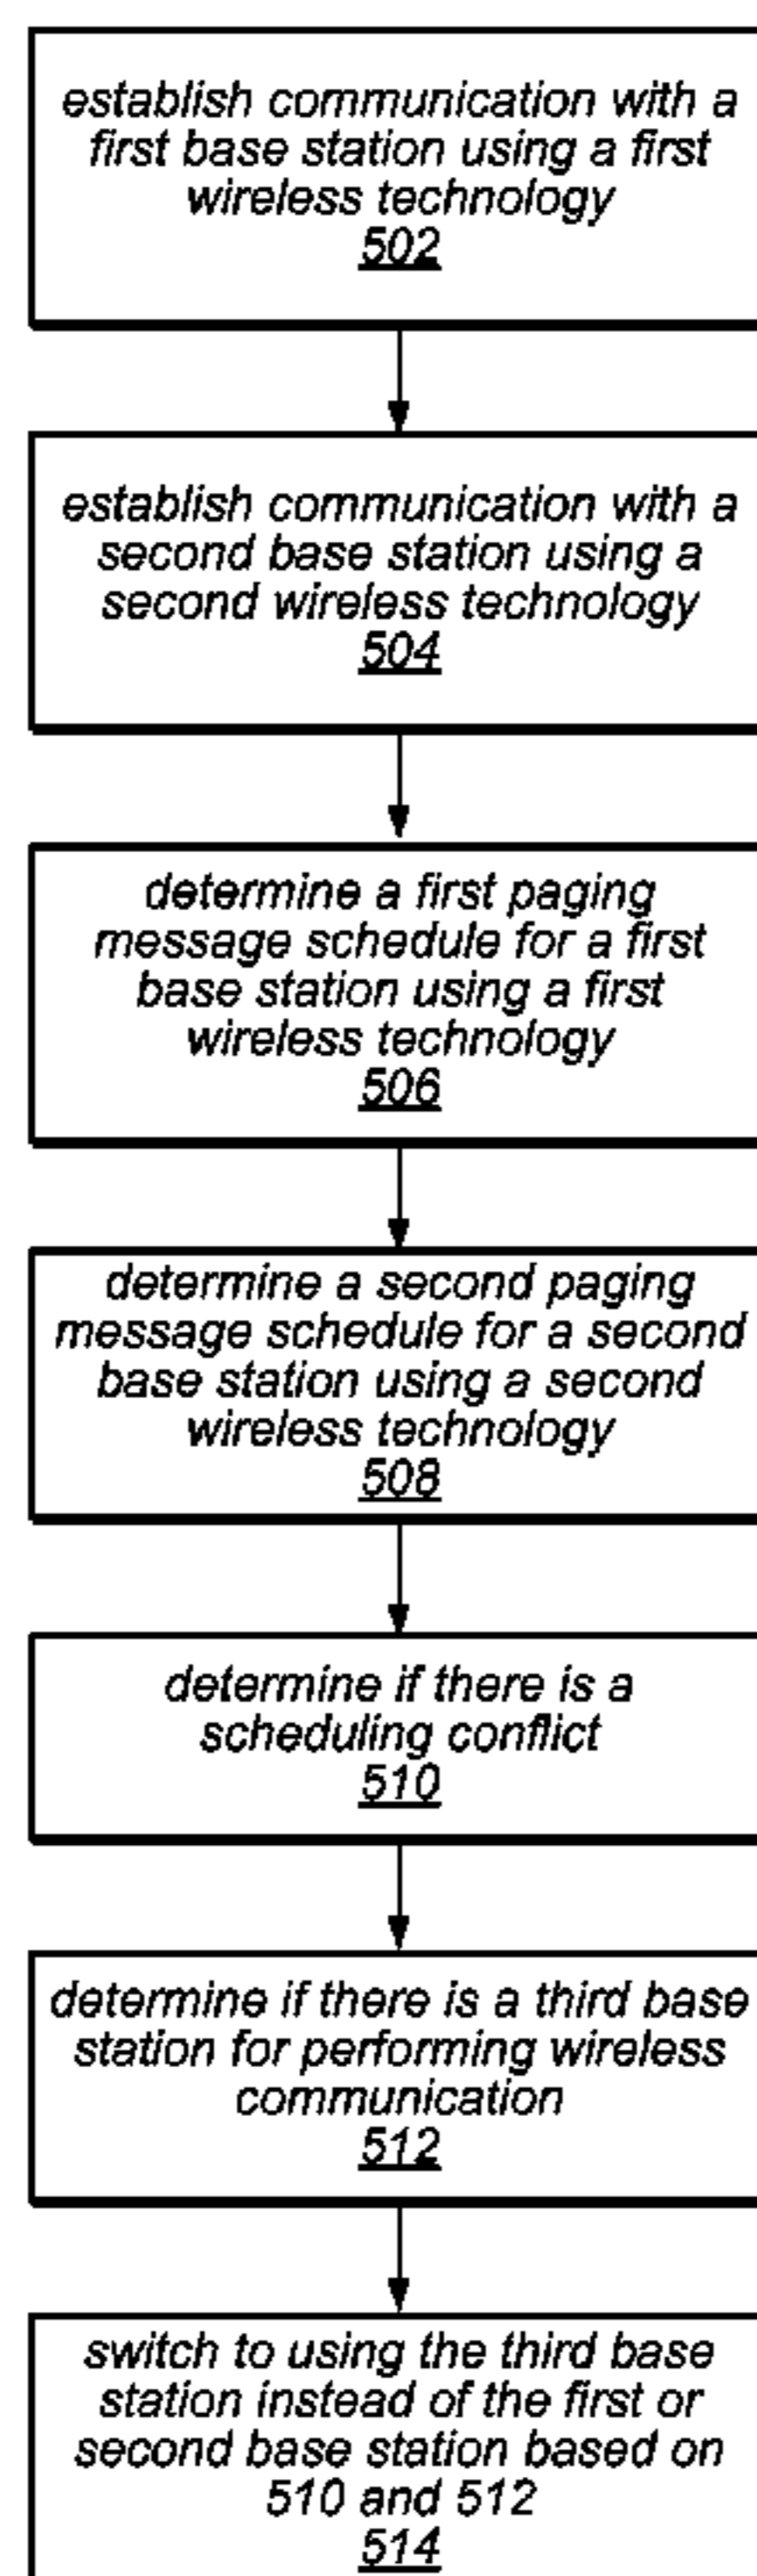 establish communication with a
first base station using a first
wireless technology
502
establish communication with a
second base station using a
second wireless technology
504
determine a first paging
message schedule for a first
base station using a first
wireless technology
506
determine a second paging
message schedule for a second
base station using a second
wireless technology
508
determine if there is a
scheduling conflict
510
determine if there is a third base
station for performing wireless
communication
512
switch to using the third base
station instead of the first or
second base station based on
510 and 512
514